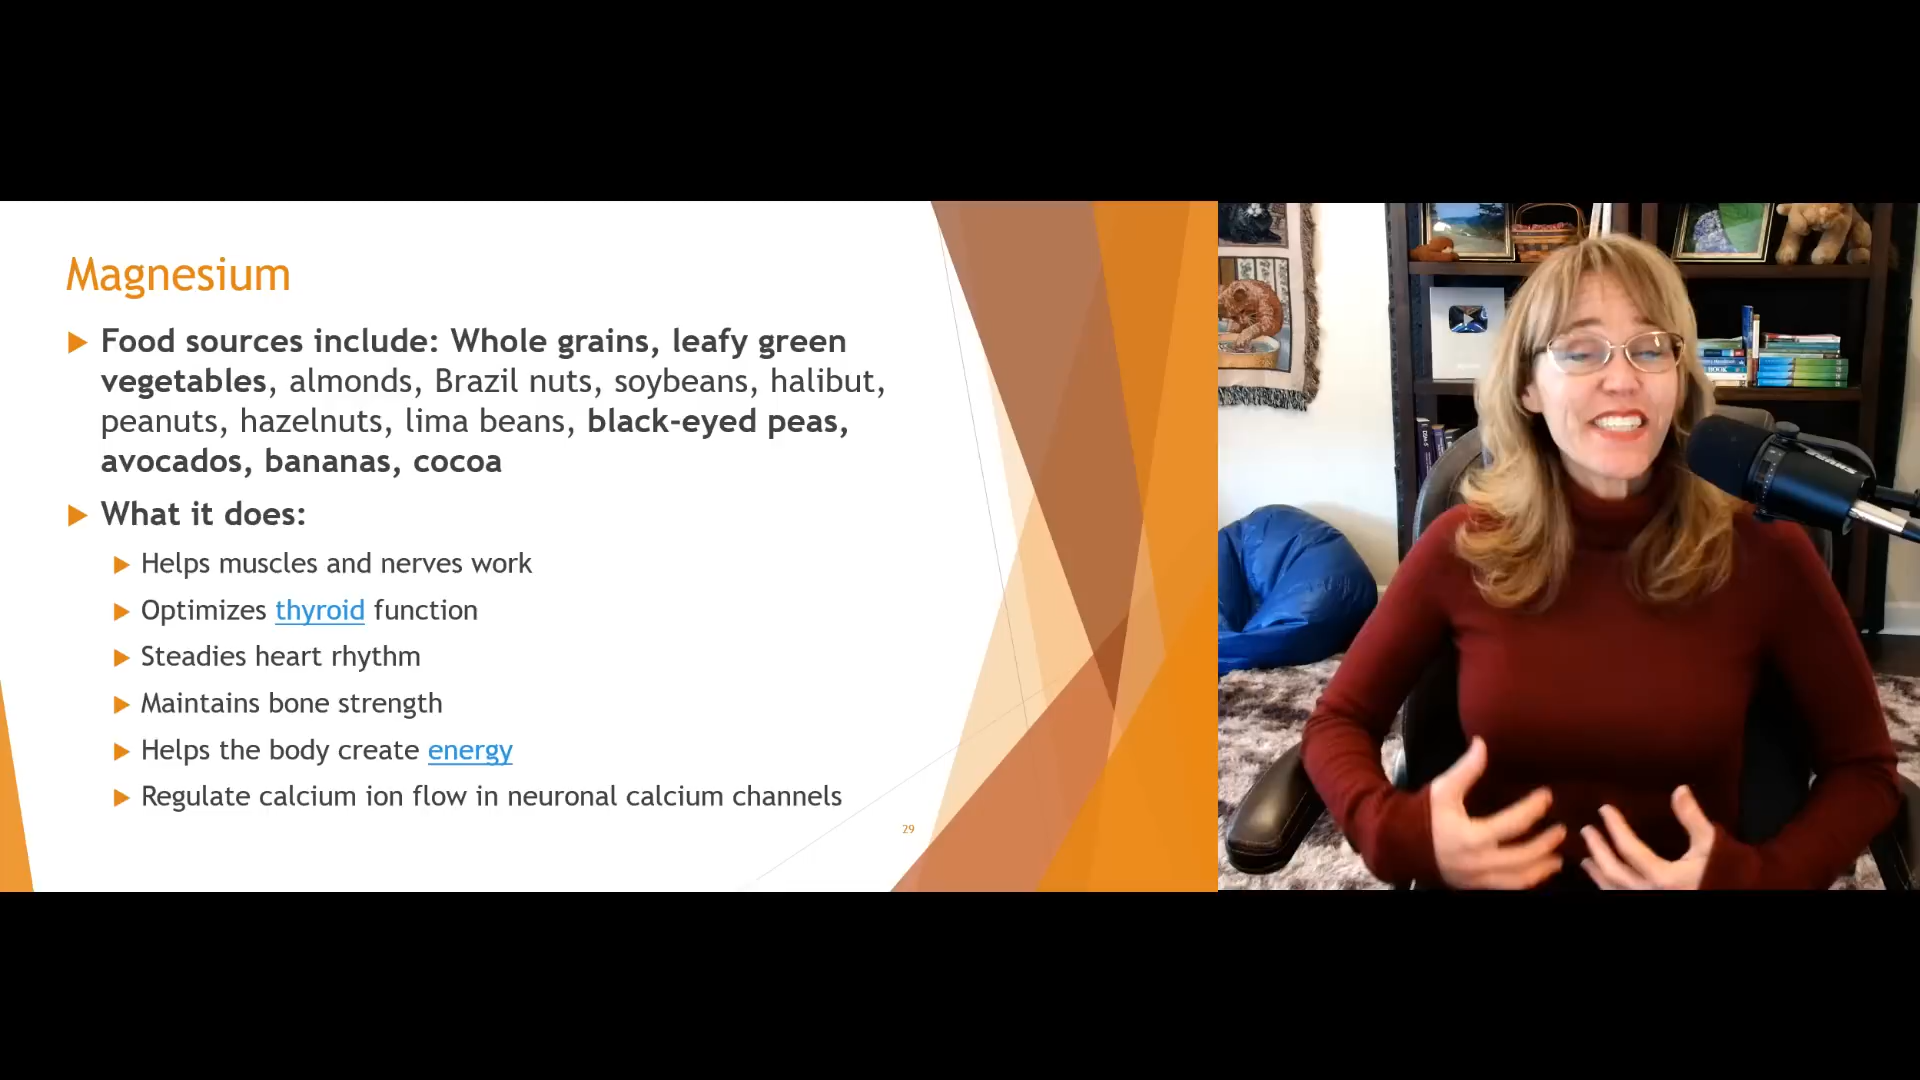 Magnesium
Food sources include: Whole grains, leafy green
vegetables, almonds, Brazil nuts, soybeans, halibut,
peanuts, hazelnuts, lima beans, black-eyed peas,
avocados, bananas, cocoa
What it does:
Helps muscles and nerves work
Optimizes thyroid function
Steadies heart rhythm
Maintains bone strength
Helps the body create energy
Regulate calcium ion flow in neuronal calcium channels
29